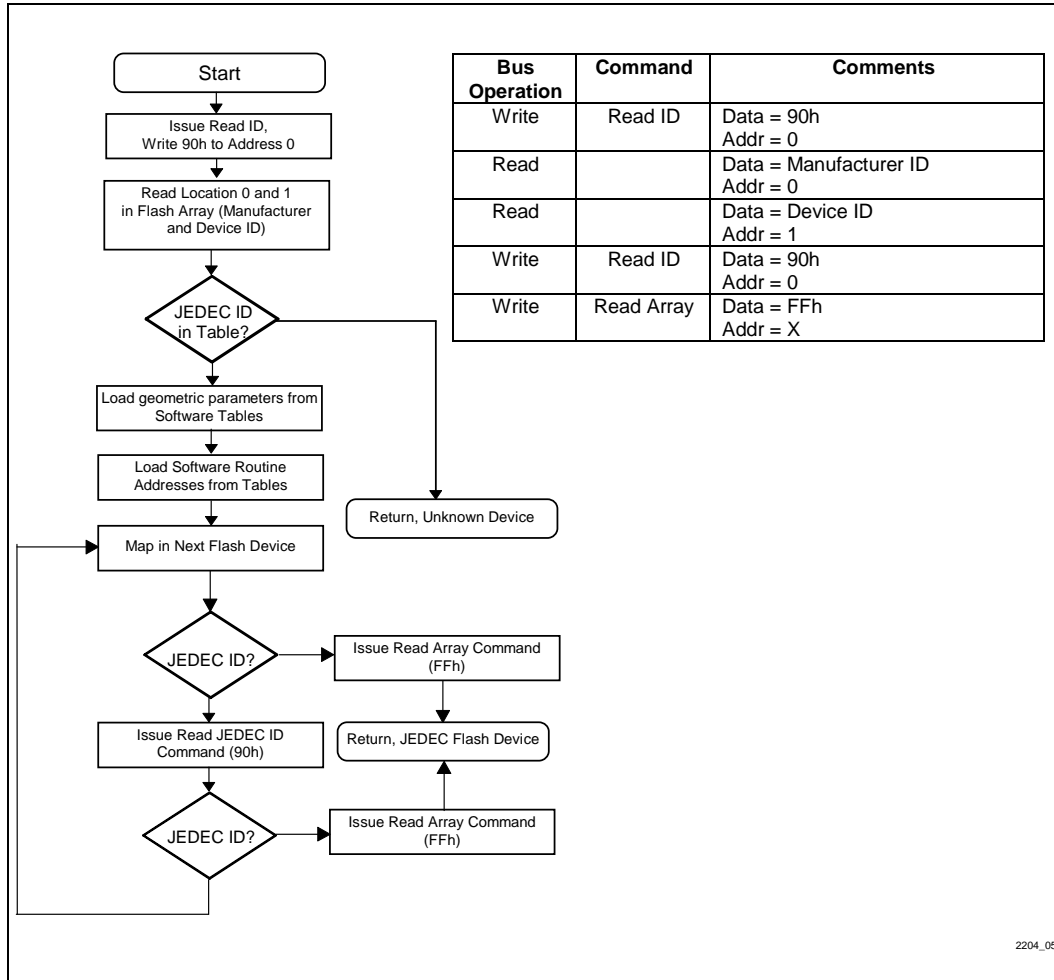 Start
Issue Read ID,
Write 90h to Address 0
Read Location 0 and 1
in Flash Array (Manufacturer
and Device ID)
JEDEC ID
in Table?
Load geometric parameters from
Software Tables
Load Software Routine
Addresses from Tables
Return, Unknown Device
Map in Next Flash Device
JEDEC ID?
Issue Read Array Command
(FFh)
Issue Read JEDEC ID
Command (90h)
Return, JEDEC Flash Device
JEDEC ID?
Issue Read Array Command
(FFh)
Bus
Operation
Command
Comments
Write
Read ID
Data = 90h
Addr = 0
Read
Data = Manufacturer ID
Addr = 0
Read
Data = Device ID
Addr = 1
Write
Read ID
Data = 90h
Addr = 0
Write
Read Array
Data = FFh
Addr = X
2204_05